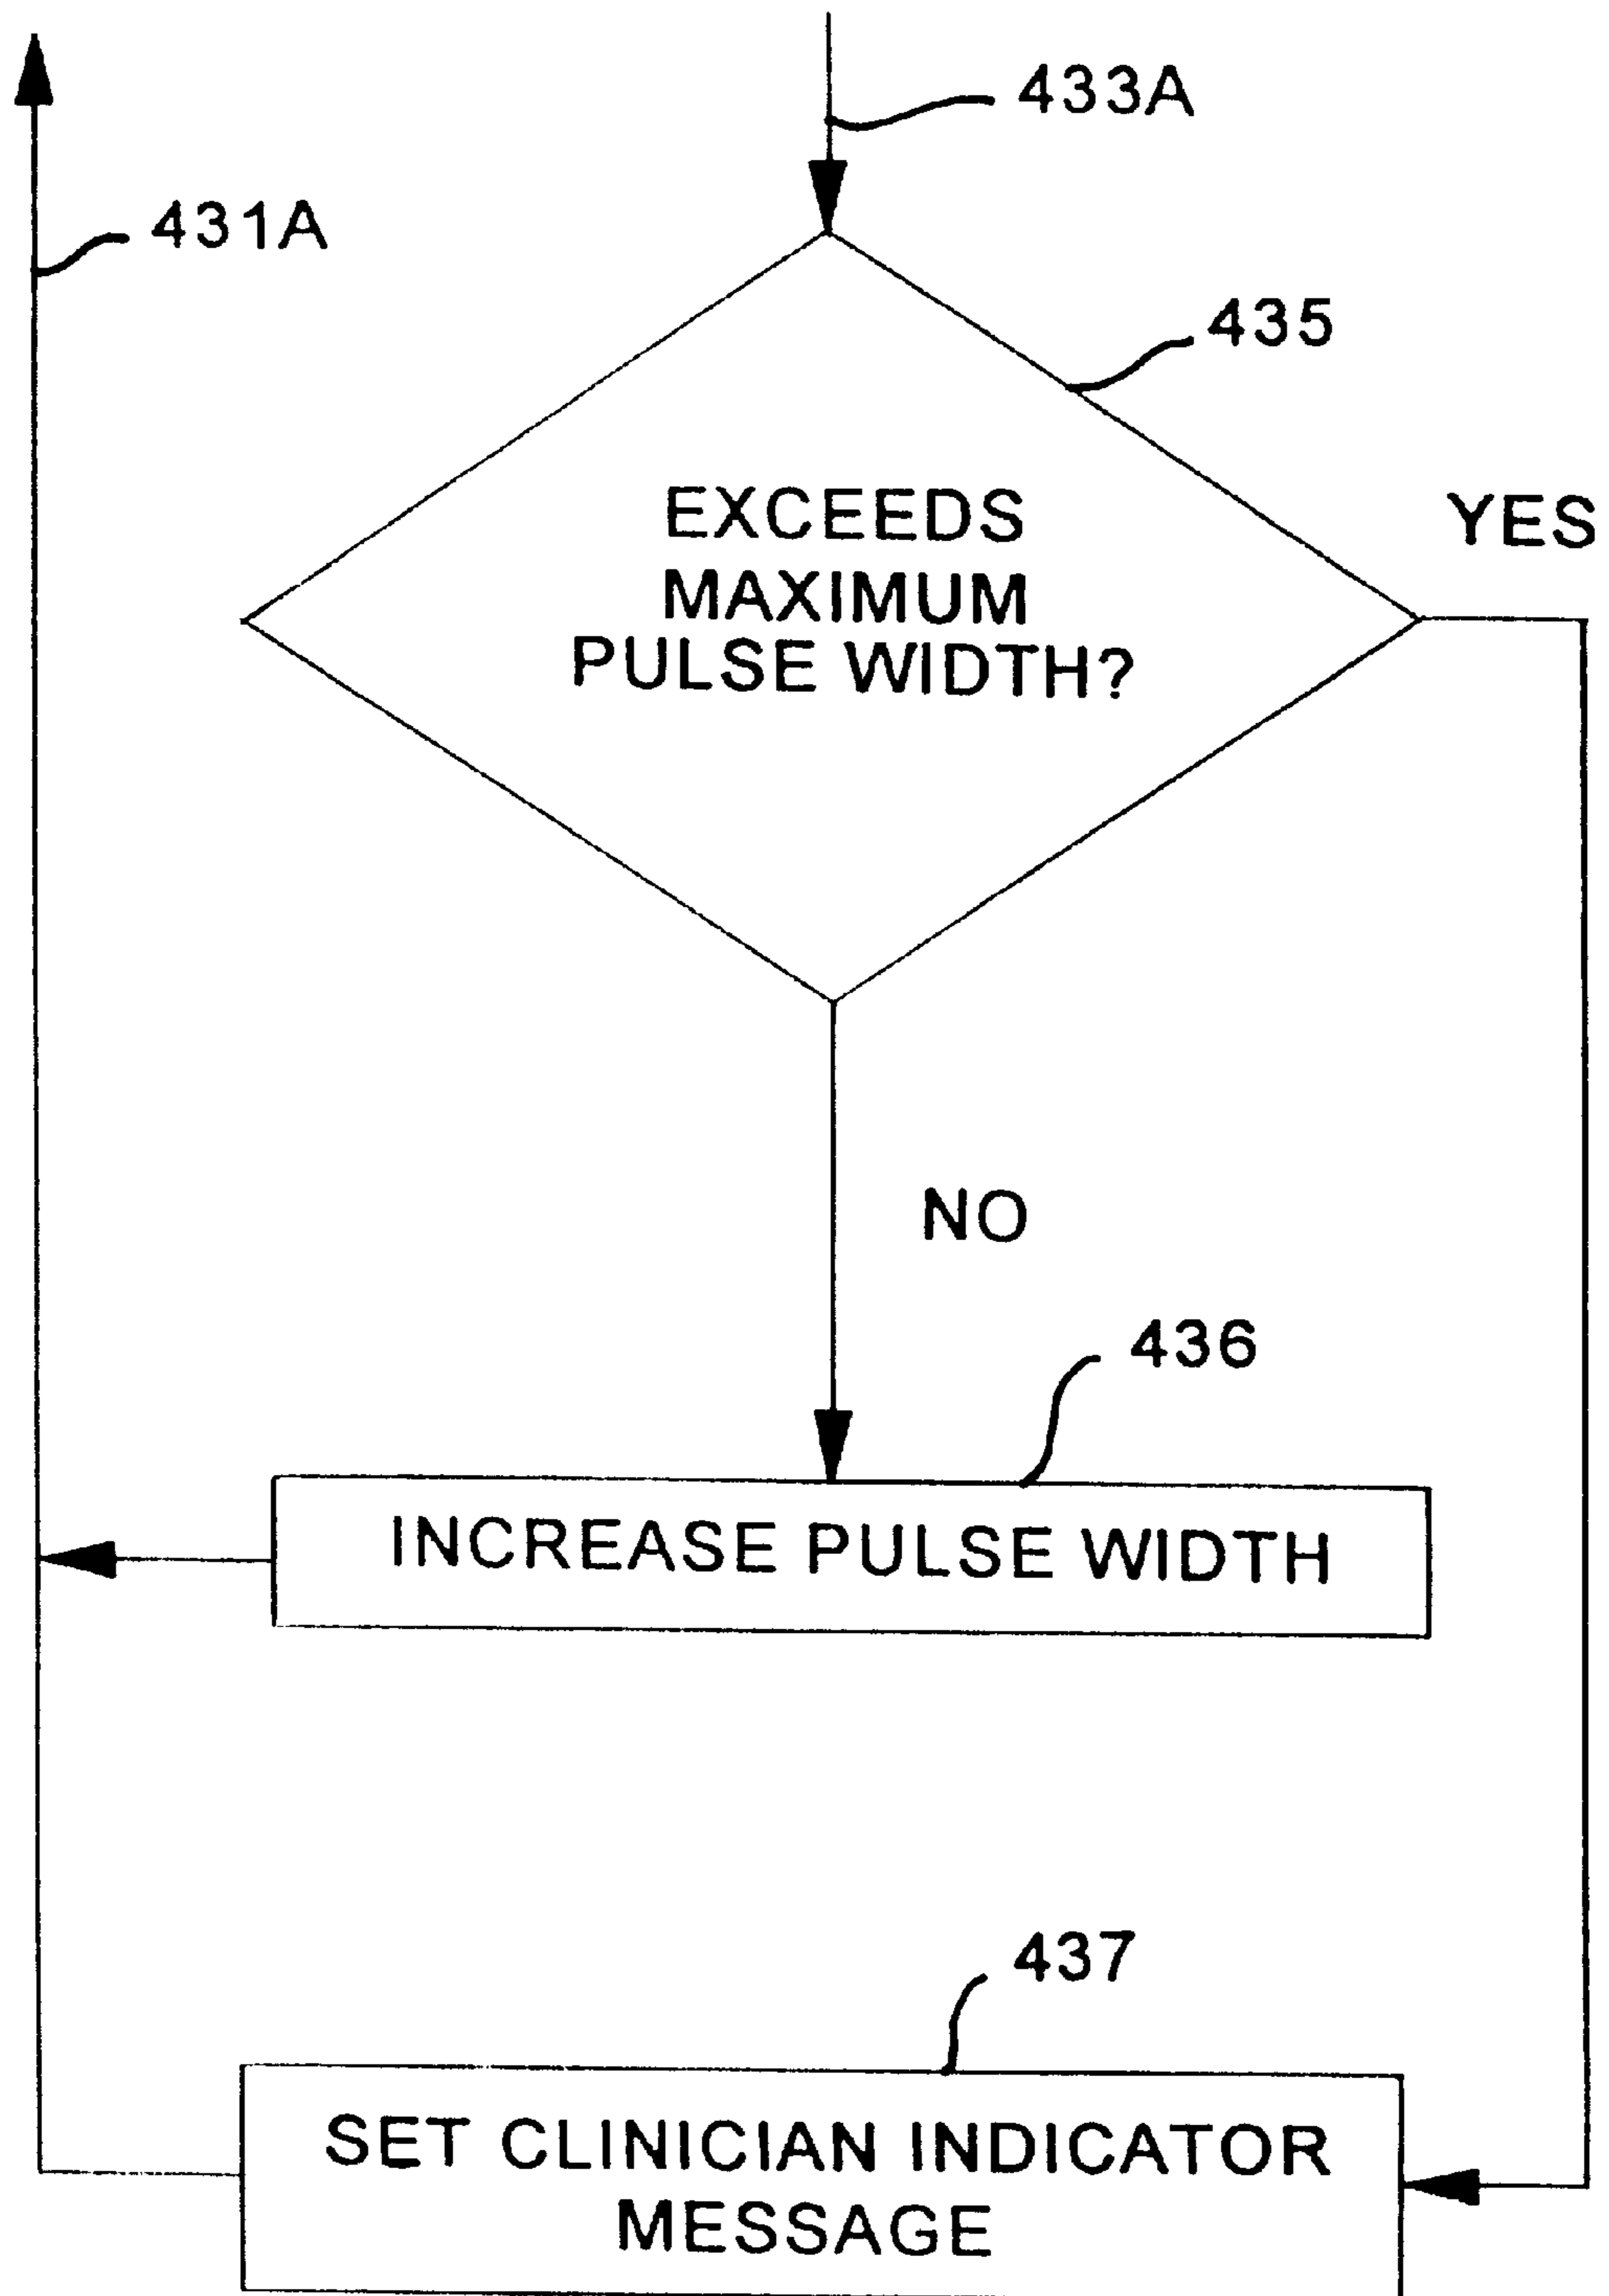 433A
431A
435
EXCEEDS
MAXIMUM
PULSE WIDTH?
YES
NO
436
INCREASE PULSE WIDTH
437
SET CLINICIAN INDICATOR
MESSAGE